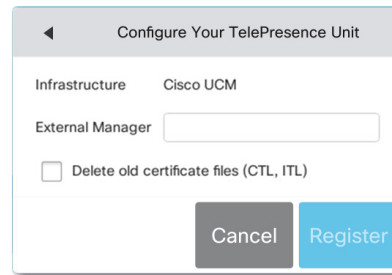 Configure Your TelePresence Unit
Infrastructure Cisco UCM
External Manager
Delete old certificate files (CTL, ITL)
Cancel Register